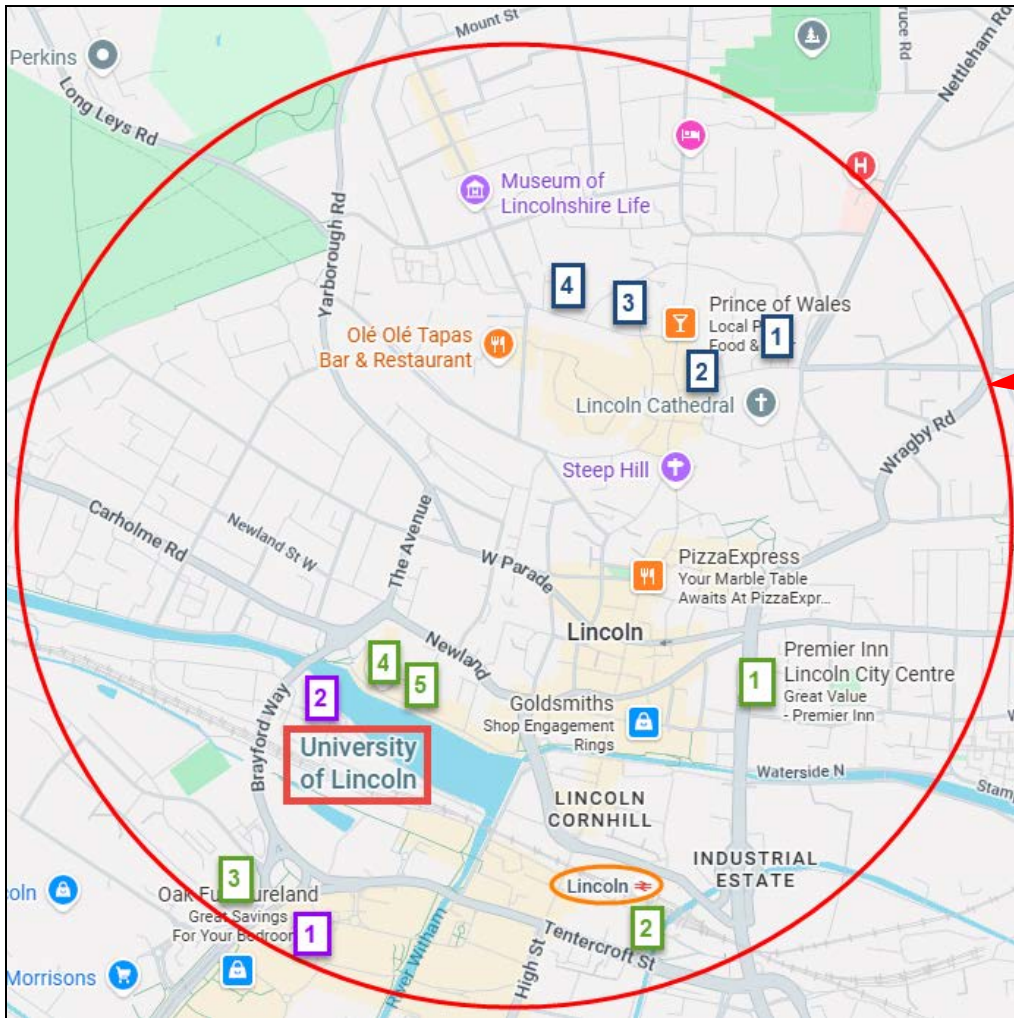 Mount St
ruce Rd
Nettleham Rd
Perkins
Long Leys Rd
H
Museum of
Lincolnshire Life
Yarborough Rd
4
3
Prince of Wales
Local P
Food &
1
Olé Olé Tapas
Bar & Restaurant
2
Lincoln Cathedral
Wragby Rd
Steep Hill
Carholme Rd
Newland St W
The Avenue
W Parade
PizzaExpress
Your Marble Table
Awaits At PizzaExpr...
Lincoln
Newland
4
5
2
1
Premier Inn
Lincoln City Centre
Great Value
- Premier Inn
Goldsmiths
Shop Engagement
Rings
Brayford Way
University
of Lincoln
Waterside N
Stamp
LINCOLN
CORNHILL
INDUSTRIAL
ESTATE
3
oln
Oak Fu ureland
Great Savings
For Your Bedroom
1
Lincoln
2
Tentercroft St
Morrisons
River Witham
High St